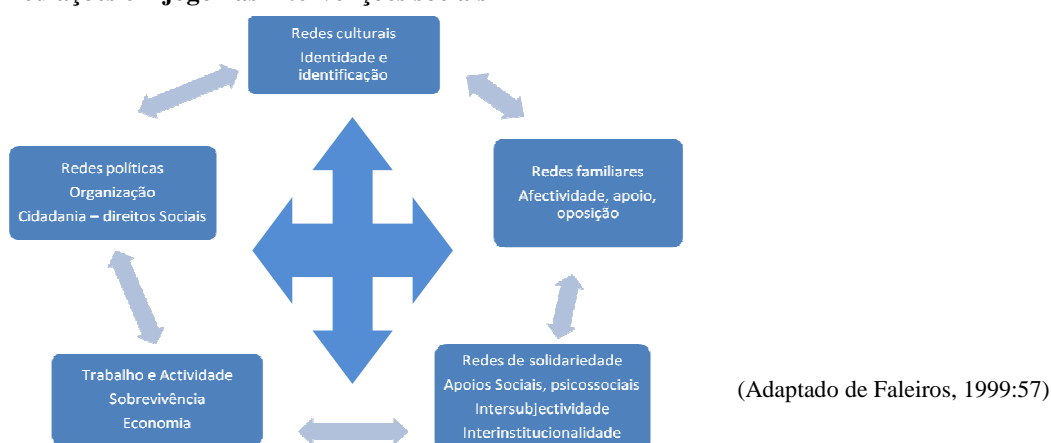 Redes culturais
Identidade e
identificação
Redes políticas
Organização
Cidadania – direitos Sociais
Redes familiares
Afectividade, apoio,
oposição
Trabalho e Actividade
Sobrevivência
Economia
Redes de solidariedade
Apoios Sociais, psicossociais
Intersubjectividade
Interinstitucionalidade
(Adaptado de Faleiros, 1999:57)